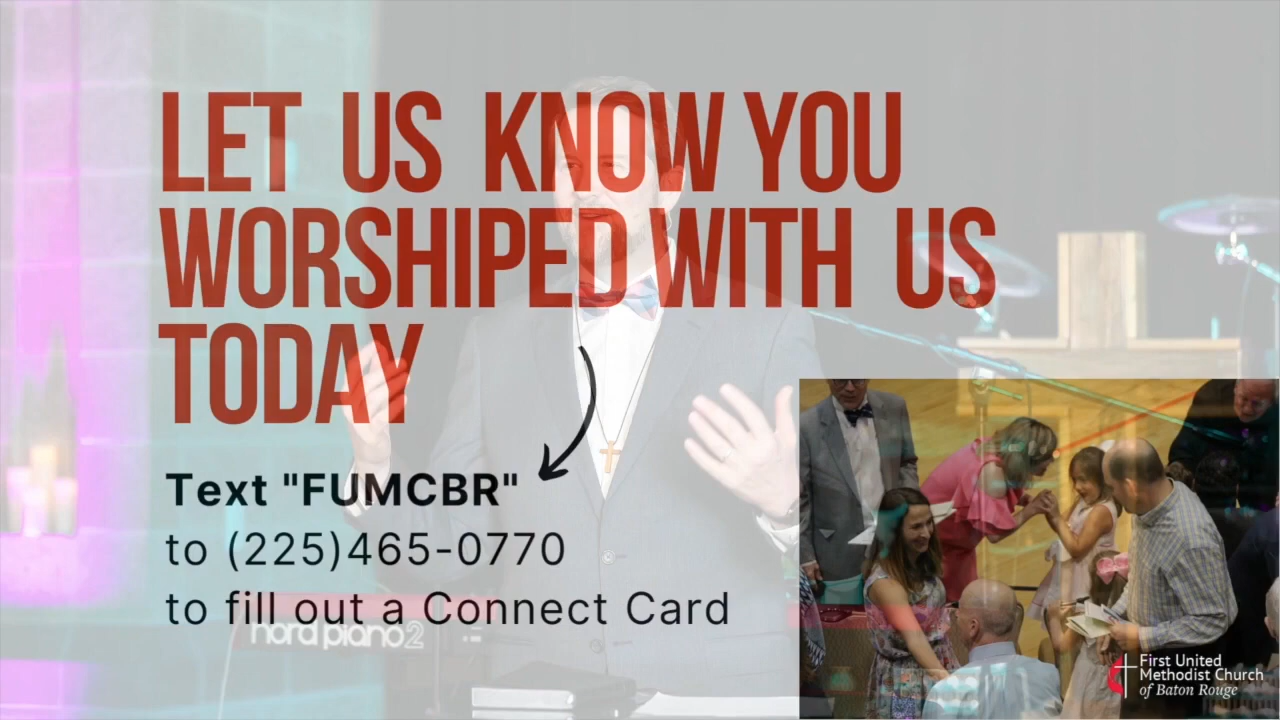 LET US KNOW YOU
WORSHIPED WITH US
TODAY
Text "FUMCBR"
to (225)465-0770
to fill out a Connect Card
nord piano 2
First United
Methodist Church
of Baton Rouge